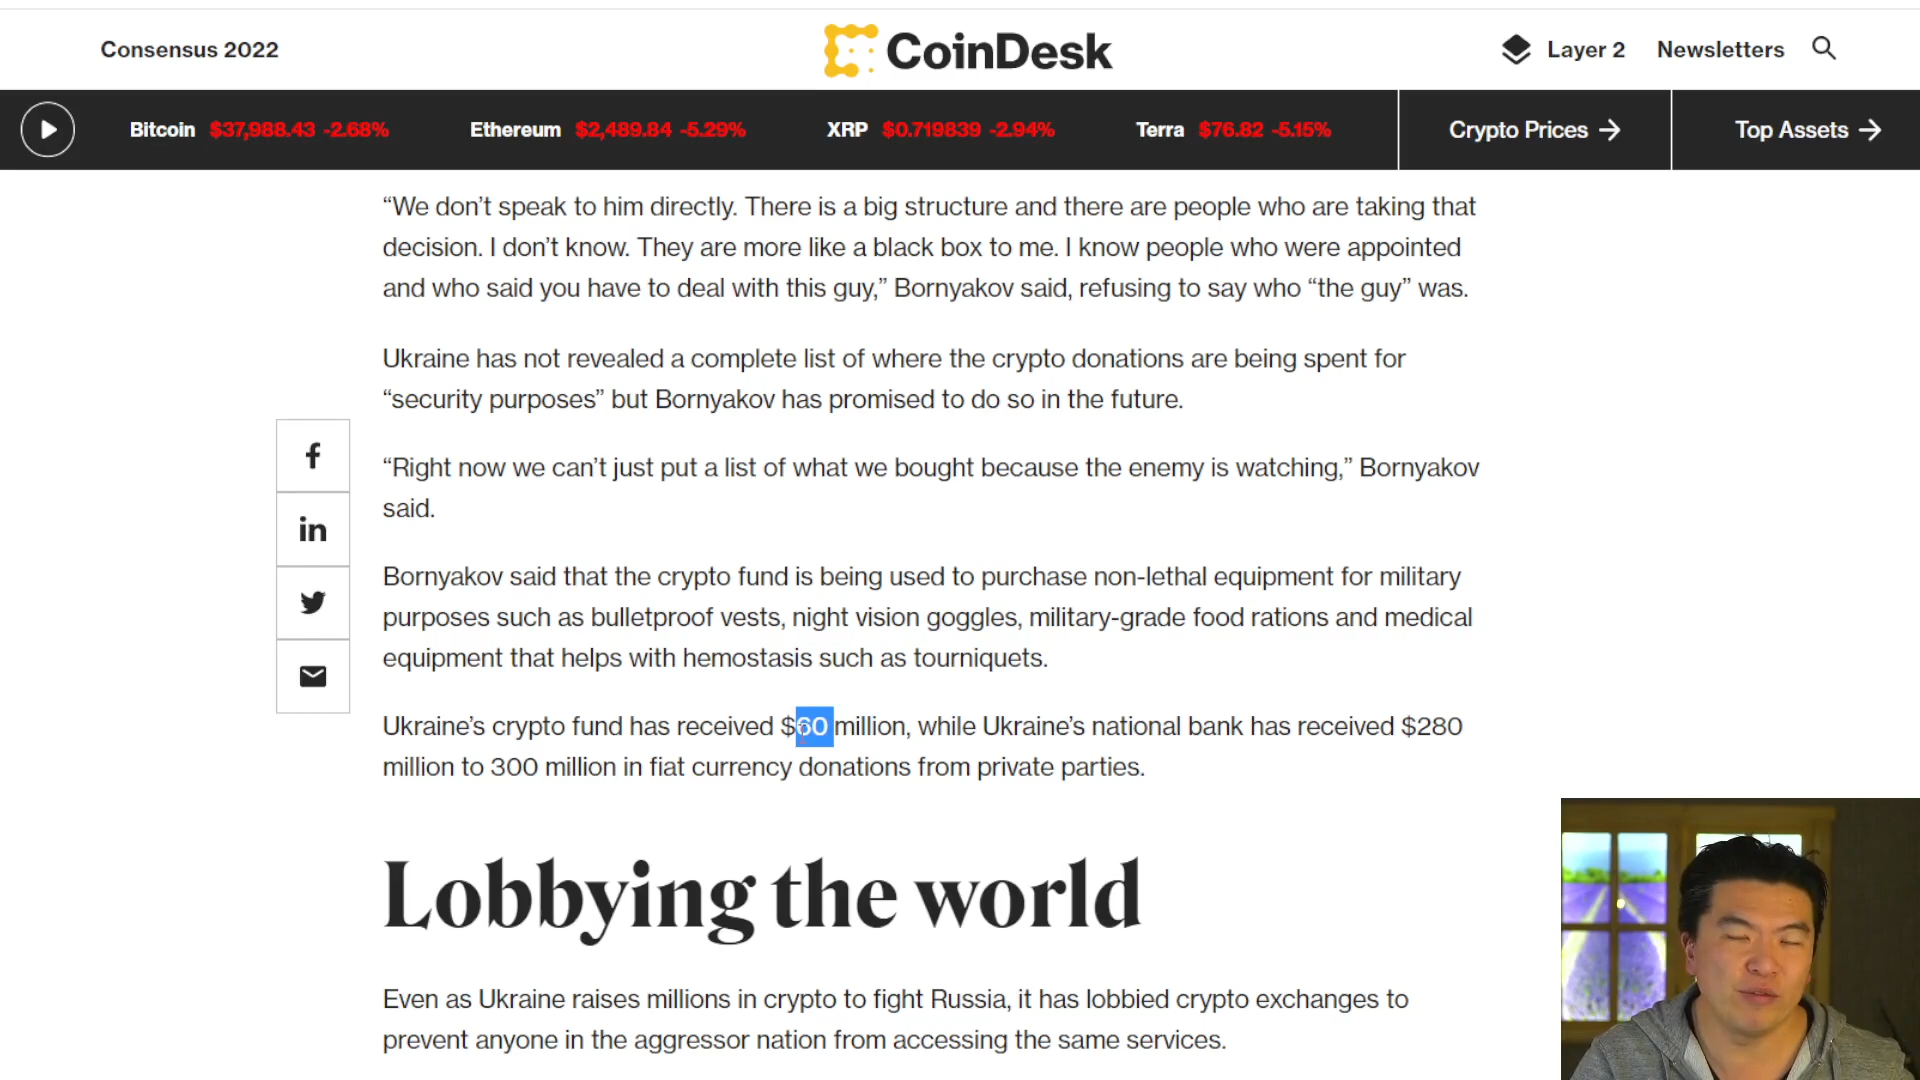 Consensus 2022
CoinDesk
Layer 2
Newsletters
Bitcoin $37,988.43 -2.68%
Ethereum $2,489.84 -5.29%
XRP $0.719839 -2.94%
Terra $76.82 -5.15%
Crypto Prices →
Top Assets →
“We don’t speak to him directly. There is a big structure and there are people who are taking that
decision. I don’t know. They are more like a black box to me. I know people who were appointed
and who said you have to deal with this guy,” Bornyakov said, refusing to say who “the guy” was.
Ukraine has not revealed a complete list of where the crypto donations are being spent for
“security purposes” but Bornyakov has promised to do so in the future.
“Right now we can’t just put a list of what we bought because the enemy is watching,” Bornyakov
said.
Bornyakov said that the crypto fund is being used to purchase non-lethal equipment for military
purposes such as bulletproof vests, night vision goggles, military-grade food rations and medical
equipment that helps with hemostasis such as tourniquets.
Ukraine’s crypto fund has received $60 million, while Ukraine’s national bank has received $280
million to 300 million in fiat currency donations from private parties.
Lobbying the world
Even as Ukraine raises millions in crypto to fight Russia, it has lobbied crypto exchanges to
prevent anyone in the aggressor nation from accessing the same services.